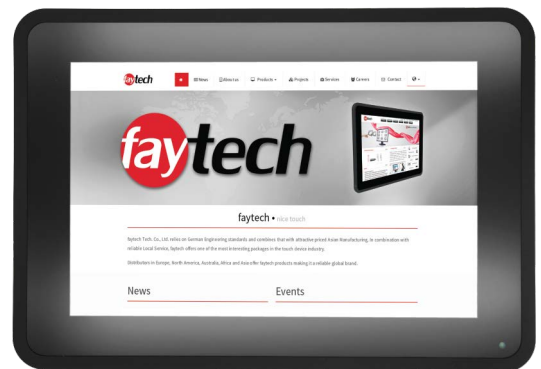 faytech
News
About us
Products
Projects
Services
Careers
Contact
faytech
faytech • nice touch
faytech Tech. Co., Ltd. relies on German Engineering standards and combines that with attractive priced Asian Manufacturing. In combination with
reliable Local Service, faytech offers one of the most interesting packages in the touch device industry.
Distributors in Europe, North America, Australia, Africa and Asia offer faytech products making it a reliable global brand.
News
Events